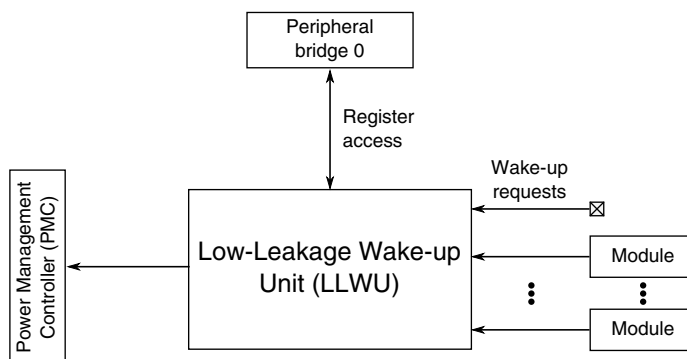 Peripheral
bridge 0
Register
access
Wake-up
requests
Power Management
Controller (PMC)
Low-Leakage Wake-up
Unit (LLWU)
Module
Module